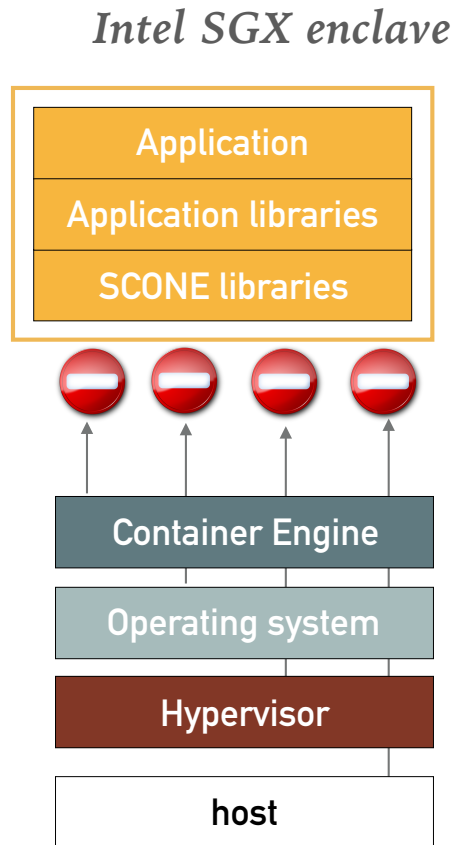 Intel SGX enclave
Application
Application libraries
SCONE libraries
Container Engine
Operating system
Hypervisor
host